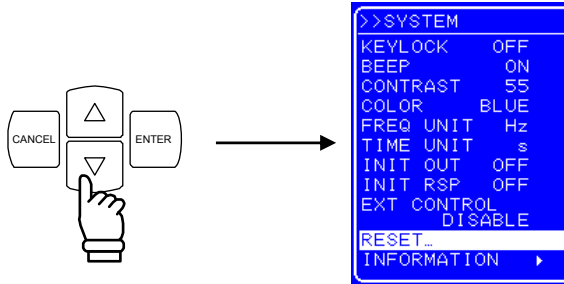 CANCEL
ENTER
>>SYSTEM
KEYLOCK OFF
BEEP ON
CONTRAST 55
COLOR BLUE
FREQ UNIT Hz
TIME UNIT s
INIT OUT OFF
INIT RSP OFF
EXT CONTROL
DISABLE
RESET…
INFORMATION